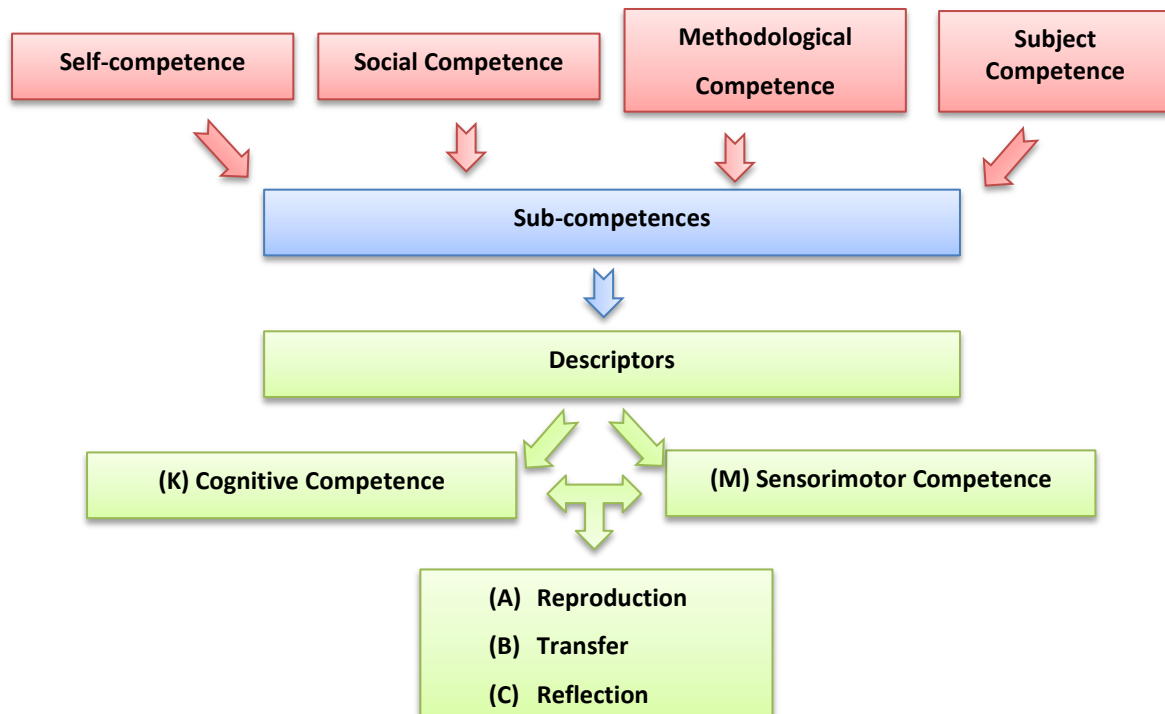 Self-competence
Social Competence
Methodological
Competence
Subject
Competence
Sub-competences
Descriptors
(K) Cognitive Competence
(M) Sensorimotor Competence
(A) Reproduction
(B) Transfer
(C) Reflection